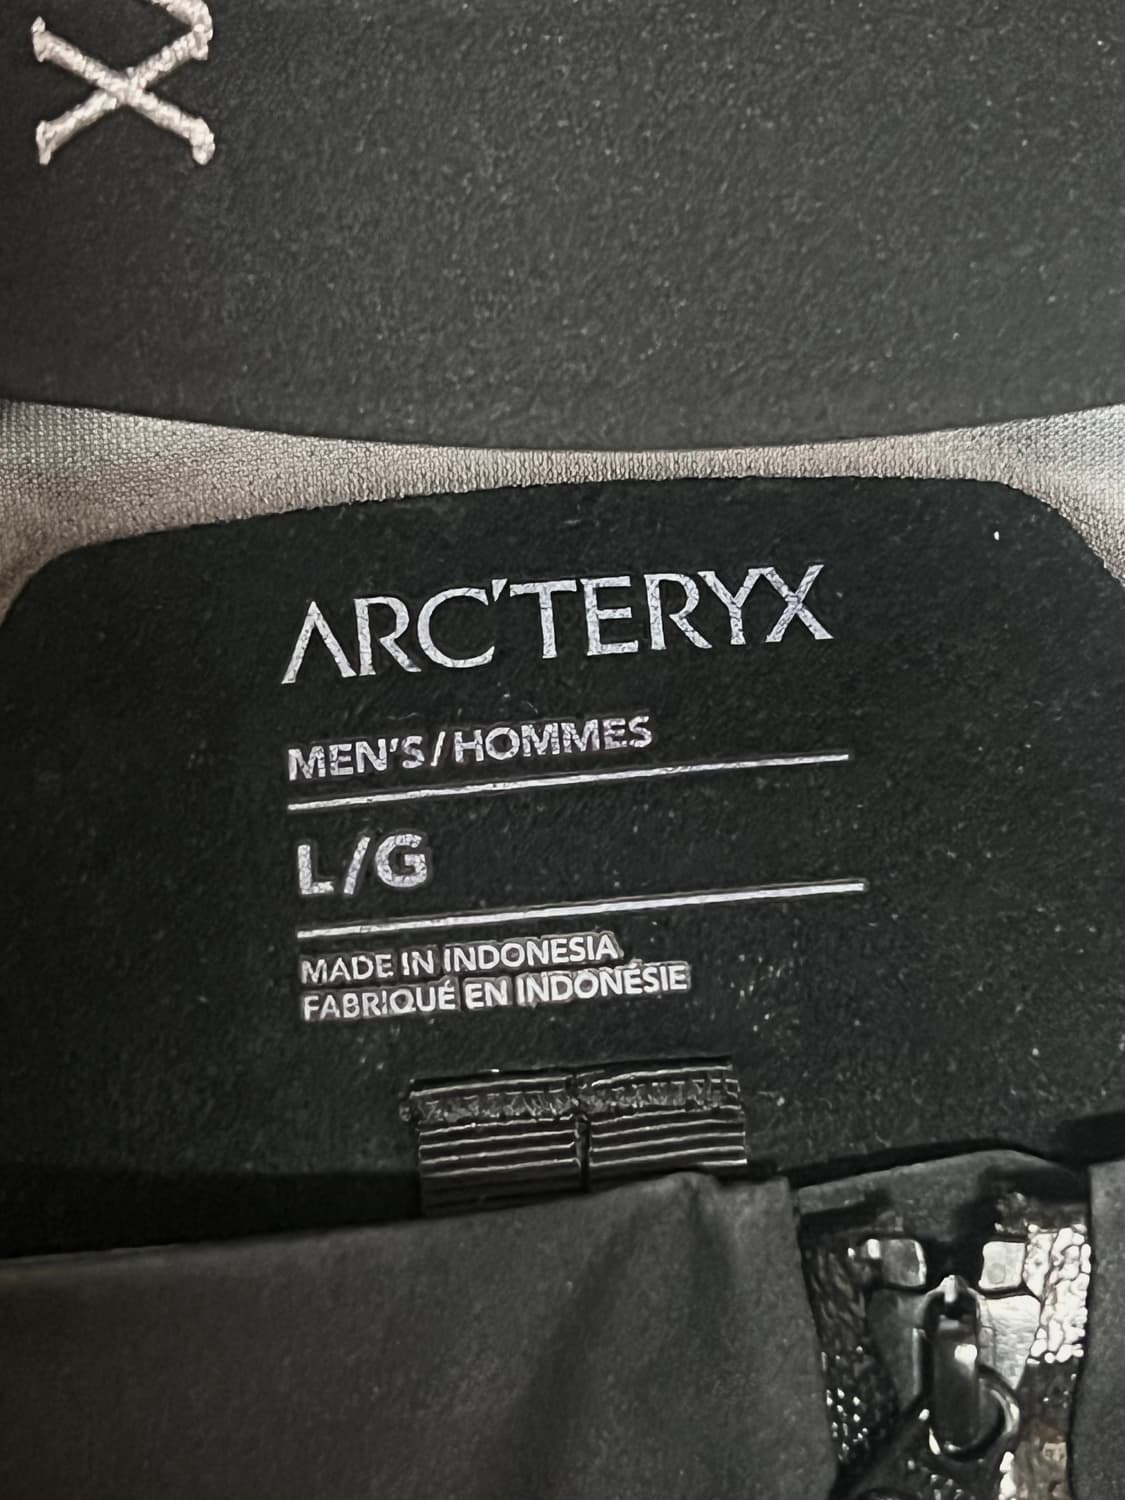 X
ARC'TERYX
MEN'S/HOMMES
L/G
MADE IN INDONESIA
FABRIQUÉ EN INDONÉSIE